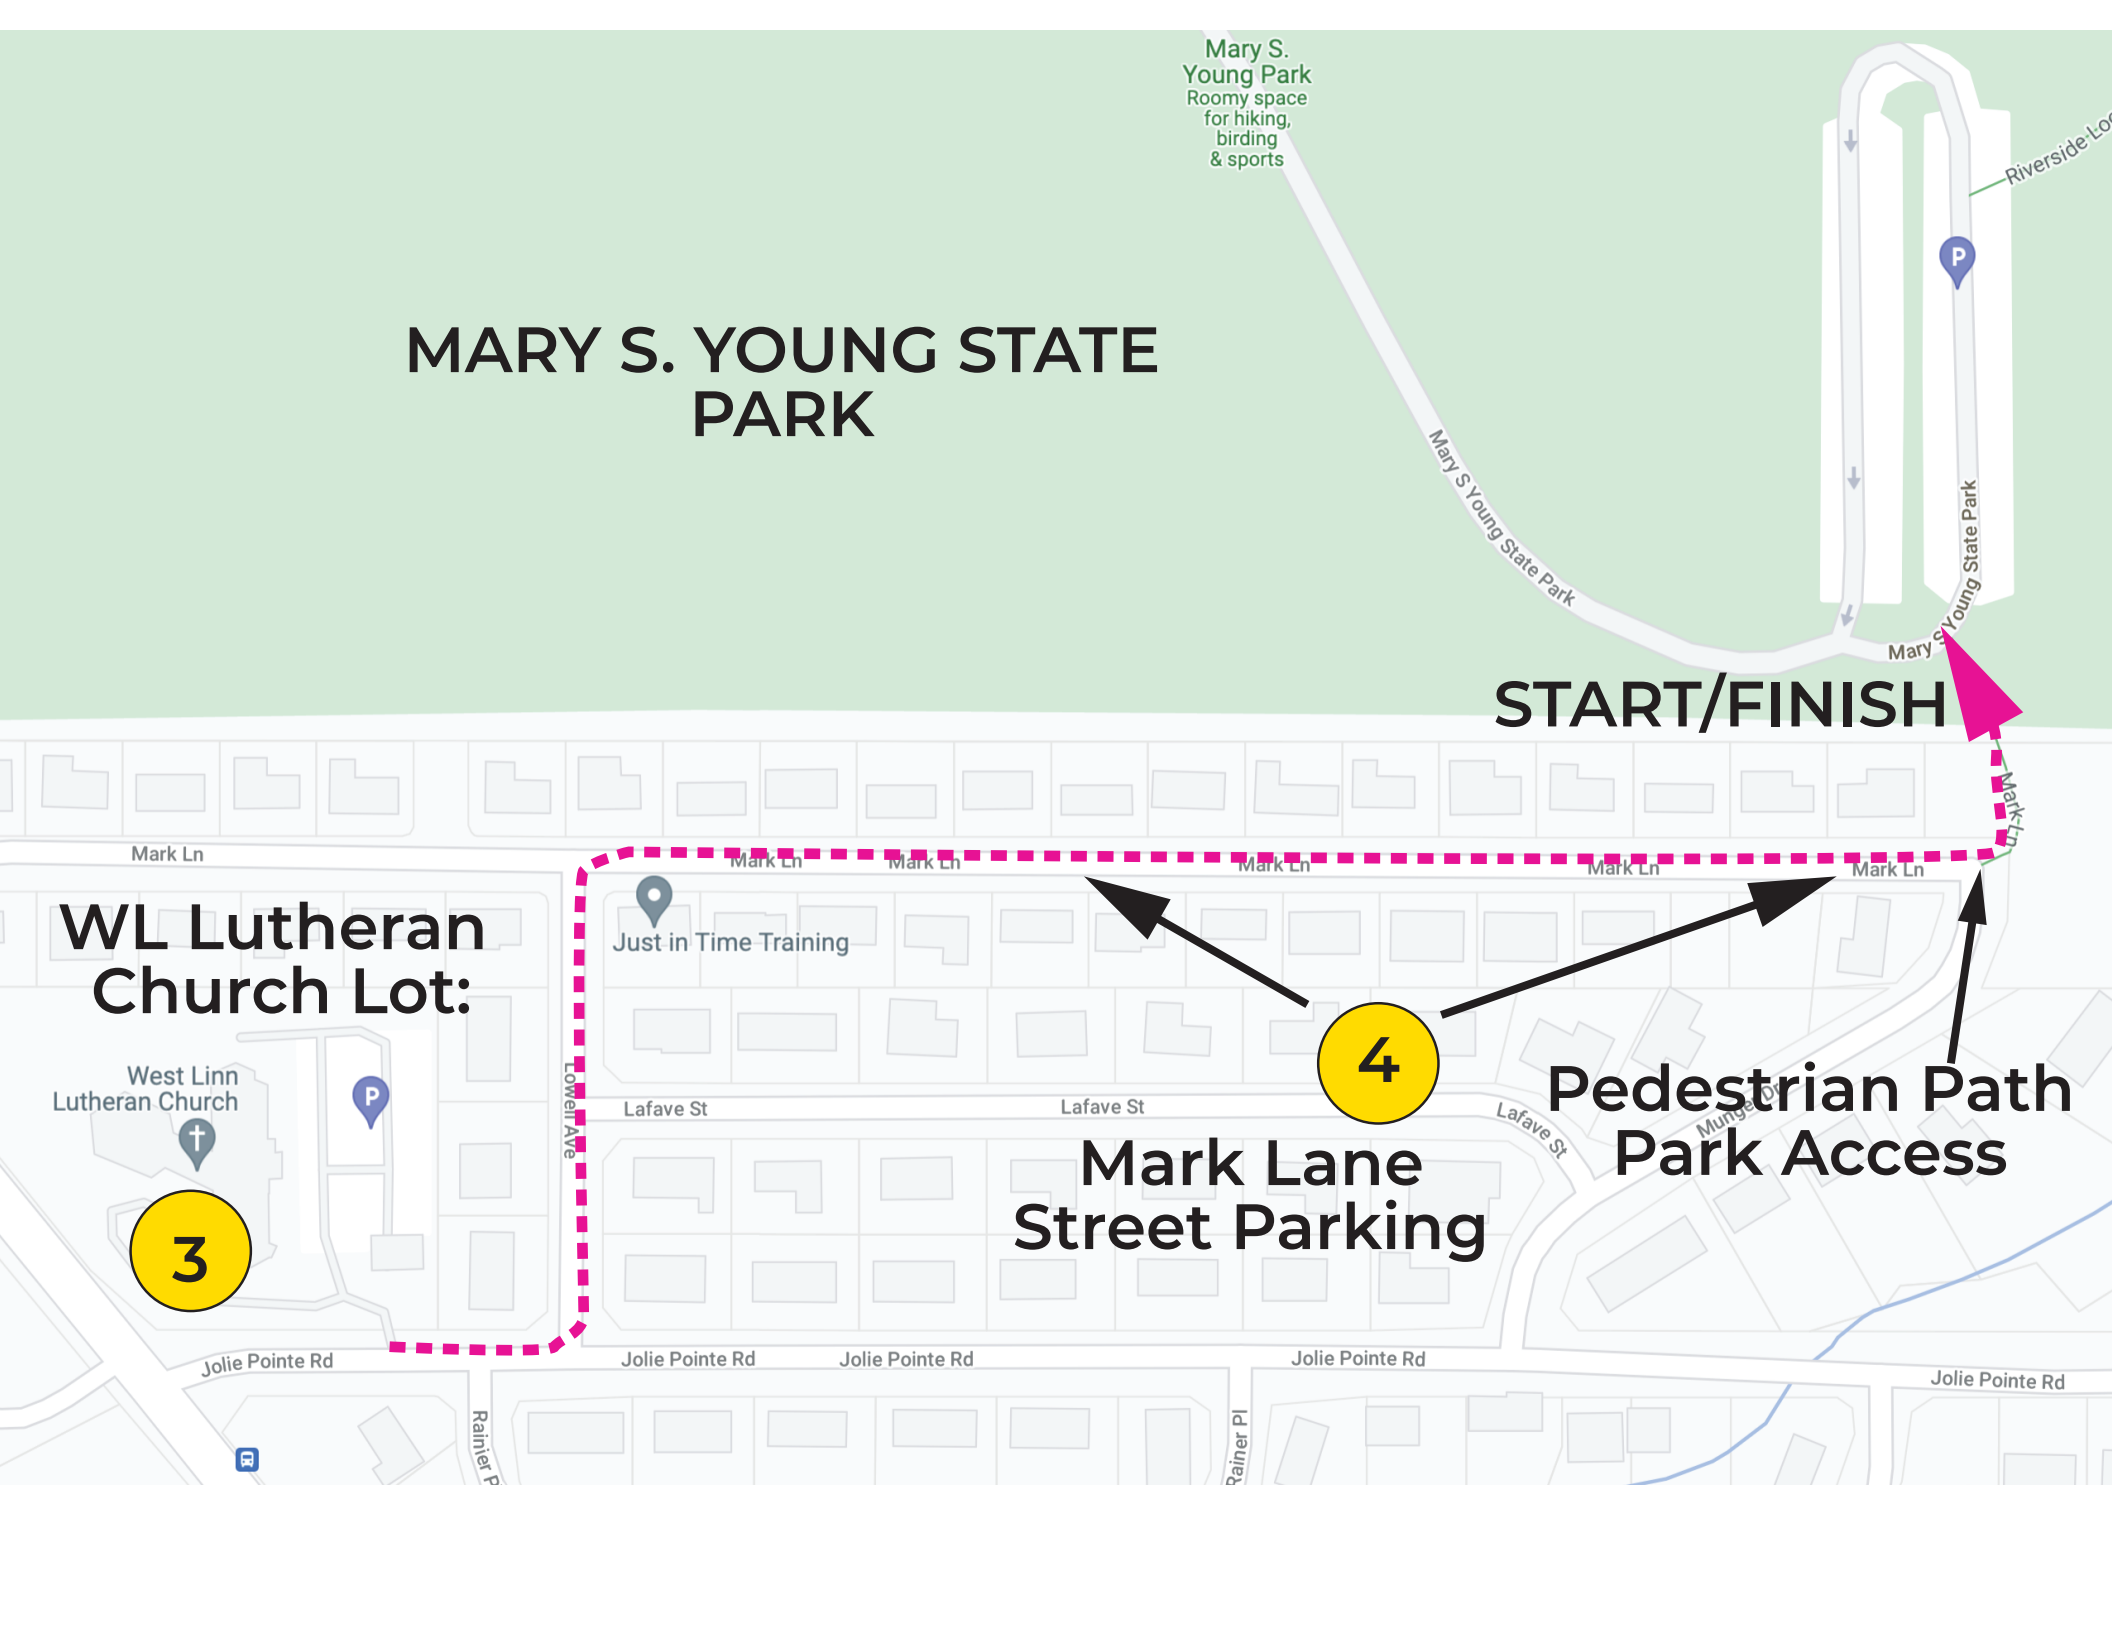 Mary S.
Young Park
Roomy space
for hiking,
birding
& sports
Riverside Loo
P
MARY S. YOUNG STATE
PARK
Mary S Young State Park
Mary S Young State Park
START/FINISH
Mark Ln
Mark Ln
Mark Ln
Mark Ln
Mark Ln
Mark Ln
Mark Ln
WL Lutheran
Church Lot:
Just in Time Training
West Linn
Lutheran Church
P
Lowell Ave
4
Lafave St
Lafave St
Lafave St
Munger Dr
Pedestrian Path
Park Access
Mark Lane
Street Parking
3
Jolie Pointe Rd
Jolie Pointe Rd
Jolie Pointe Rd
Jolie Pointe Rd
Jolie Pointe Rd
Rainier P
Rainer Pl